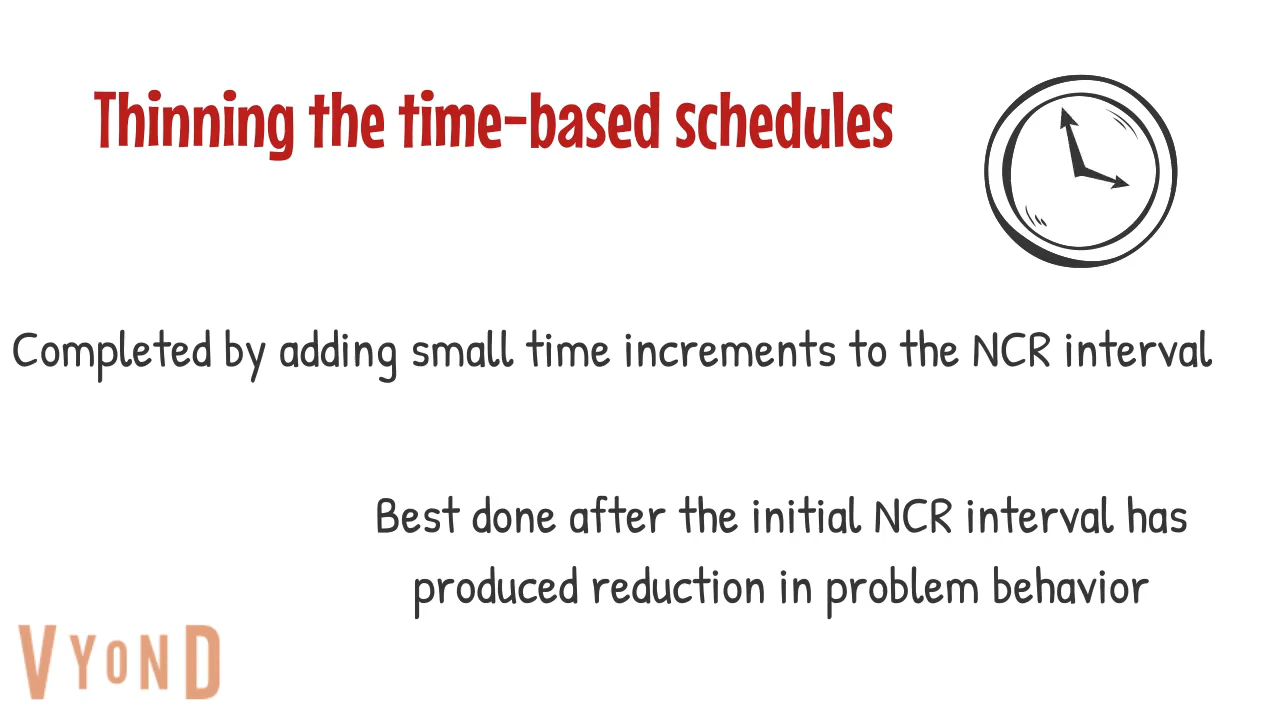 Thinning the time-based schedules
Completed by adding small time increments to the NCR interval
Best done after the initial NCR interval has
produced reduction in problem behavior
VYOND